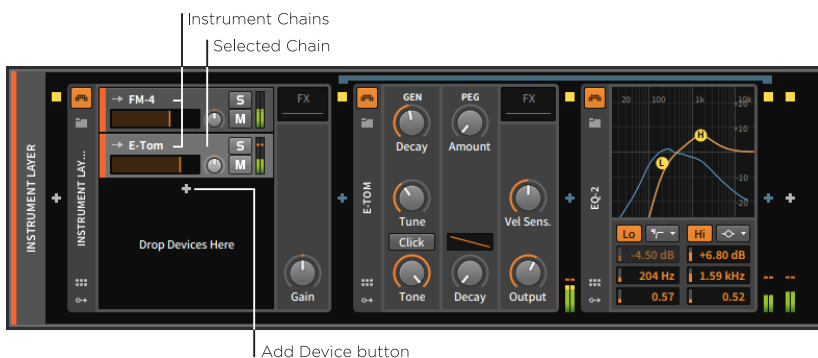 Instrument Chains
Selected Chain
INSTRUMENT LAYER
INSTRUMENT LAY...
FM-4
S
M
E-Tom
S
M
Drop Devices Here
FX
Gain
E-TOM
GEN
PEG
FX
Decay
Amount
Tune
Vel Sens.
Click
Tone
Decay
Output
EQ-2
20 100 1k 10k
+20
+10
-10
-20
L
H
Lo
Hi
-4.50 dB
+6.80 dB
204 Hz
1.59 kHz
0.57
0.52
Add Device button